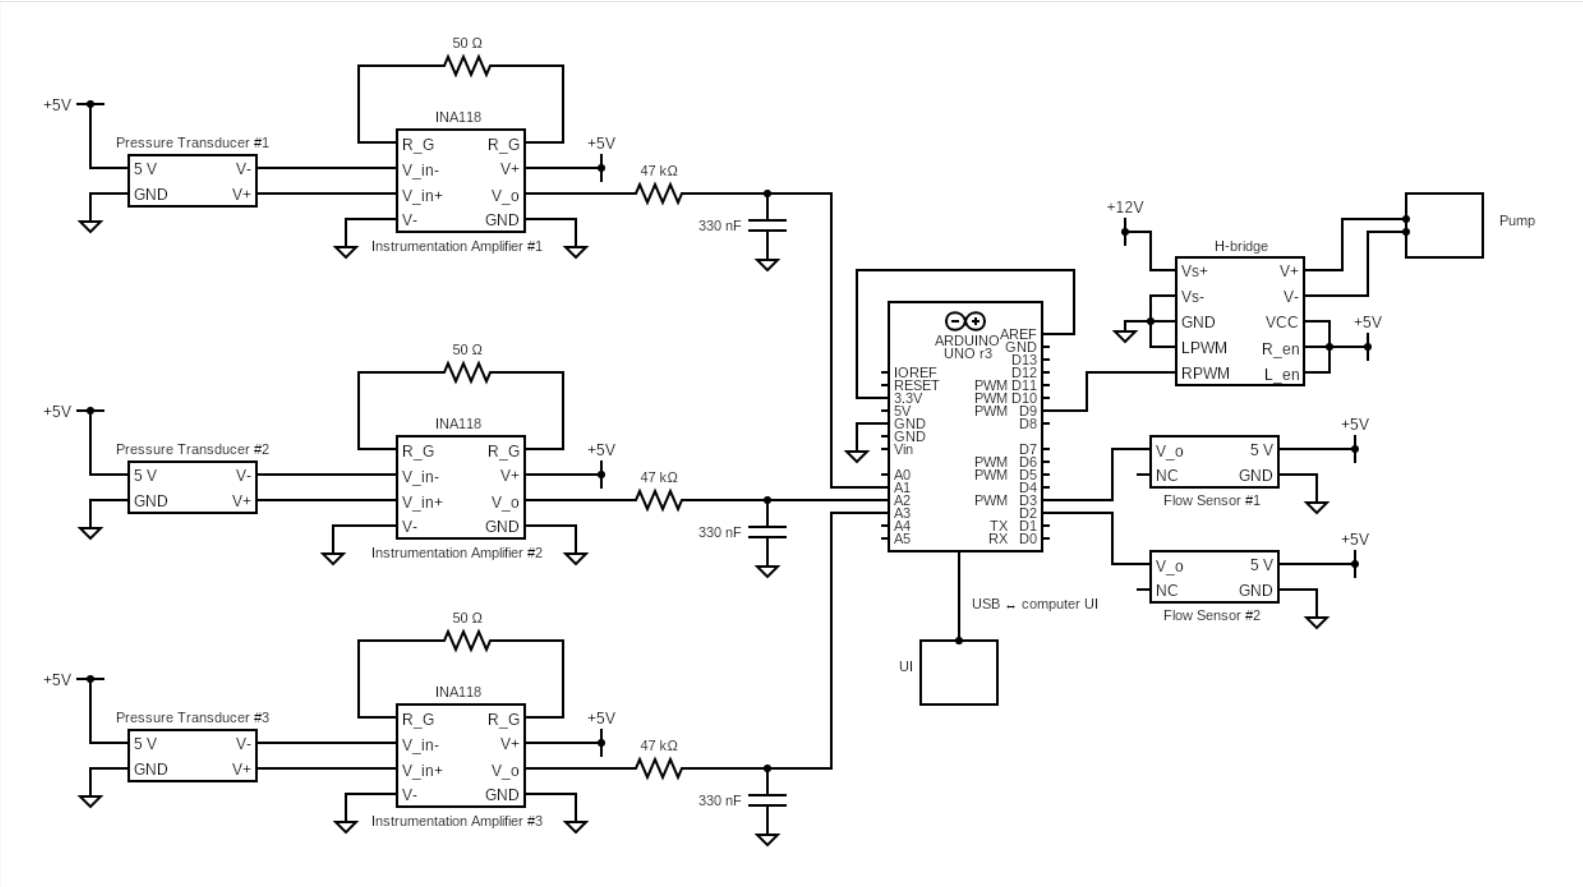 50 Ω
+5V
INA118
Pressure Transducer #1
5 V V-
GND V+
R_G R_G
V_in- V+
V_in+ V_o
V- GND
+5V
47 kΩ
330 nF
Instrumentation Amplifier #1
50 Ω
+5V
INA118
Pressure Transducer #2
5 V V-
GND V+
R_G R_G
V_in- V+
V_in+ V_o
V- GND
+5V
47 kΩ
330 nF
Instrumentation Amplifier #2
50 Ω
+5V
INA118
Pressure Transducer #3
5 V V-
GND V+
R_G R_G
V_in- V+
V_in+ V_o
V- GND
+5V
47 kΩ
330 nF
Instrumentation Amplifier #3
ARDUINO
UNO r3
AREF
GND
D13
IOREF D12
RESET PWM D11
3.3V PWM D10
5V PWM D9
GND D8
GND
Vin D7
PWM D6
A0 PWM D5
A1 D4
A2 PWM D3
A3 D2
A4 TX D1
A5 RX D0
USB ↔ computer UI
UI
+12V
H-bridge
Vs+ V+
Vs- V-
GND VCC
LPWM R_en
RPWM L_en
+5V
Pump
+5V
V_o 5 V
NC GND
Flow Sensor #1
+5V
V_o 5 V
NC GND
Flow Sensor #2